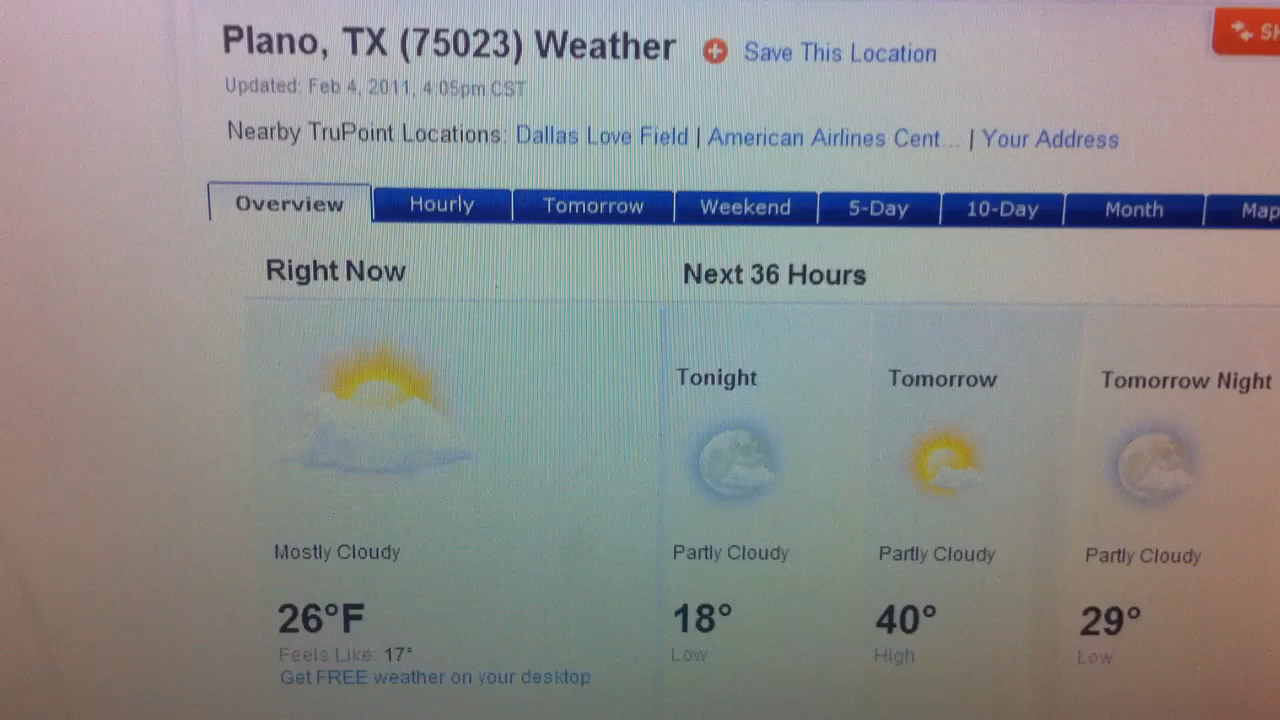 Plano, TX (75023) Weather Save This Location
Updated: Feb 4, 2011, 4:05pm CST
Nearby TruPoint Locations: Dallas Love Field | American Airlines Cent... | Your Address
Overview Hourly Tomorrow Weekend 5-Day 10-Day Month Map
Right Now Next 36 Hours
Tonight Tomorrow Tomorrow Night
Mostly Cloudy Partly Cloudy Partly Cloudy Partly Cloudy
26°F 18° 40° 29°
Feels Like: 17° Low High Low
Get FREE weather on your desktop